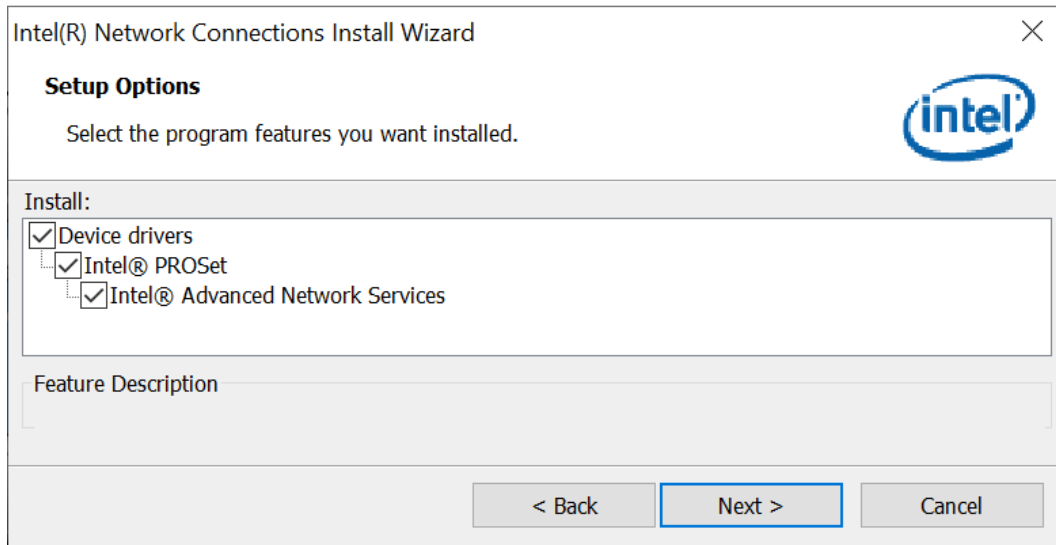 Intel(R) Network Connections Install Wizard
Setup Options
Select the program features you want installed.
intel
Install:
Device drivers
Intel® PROSet
Intel® Advanced Network Services
Feature Description
< Back
Next >
Cancel